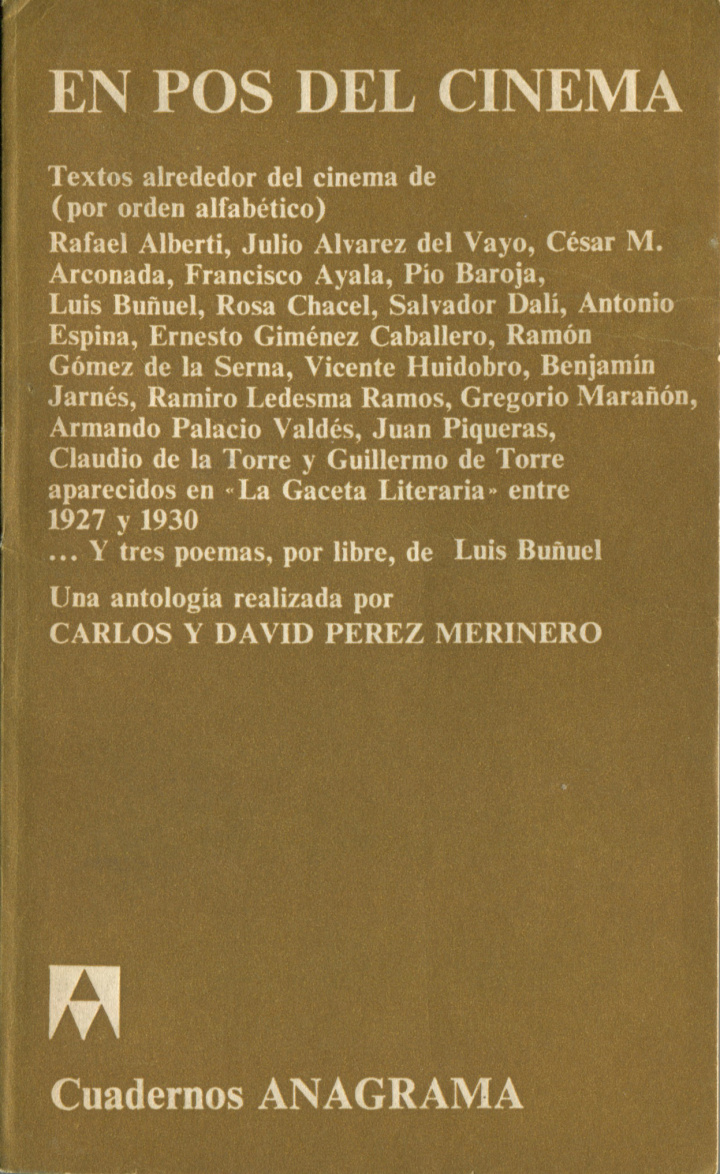 EN POS DEL CINEMA
Textos alrededor del cinema de
(por orden alfabético)
Rafael Alberti, Julio Alvarez del Vayo, César M.
Arconada, Francisco Ayala, Pío Baroja,
Luis Buñuel, Rosa Chacel, Salvador Dalí, Antonio
Espina, Ernesto Giménez Caballero, Ramón
Gómez de la Serna, Vicente Huidobro, Benjamín
Jarnés, Ramiro Ledesma Ramos, Gregorio Marañón,
Armando Palacio Valdés, Juan Piqueras,
Claudio de la Torre y Guillermo de Torre
aparecidos en «La Gaceta Literaria» entre
1927 y 1930
... Y tres poemas, por libre, de Luis Buñuel
Una antología realizada por
CARLOS Y DAVID PEREZ MERINERO
Cuadernos ANAGRAMA